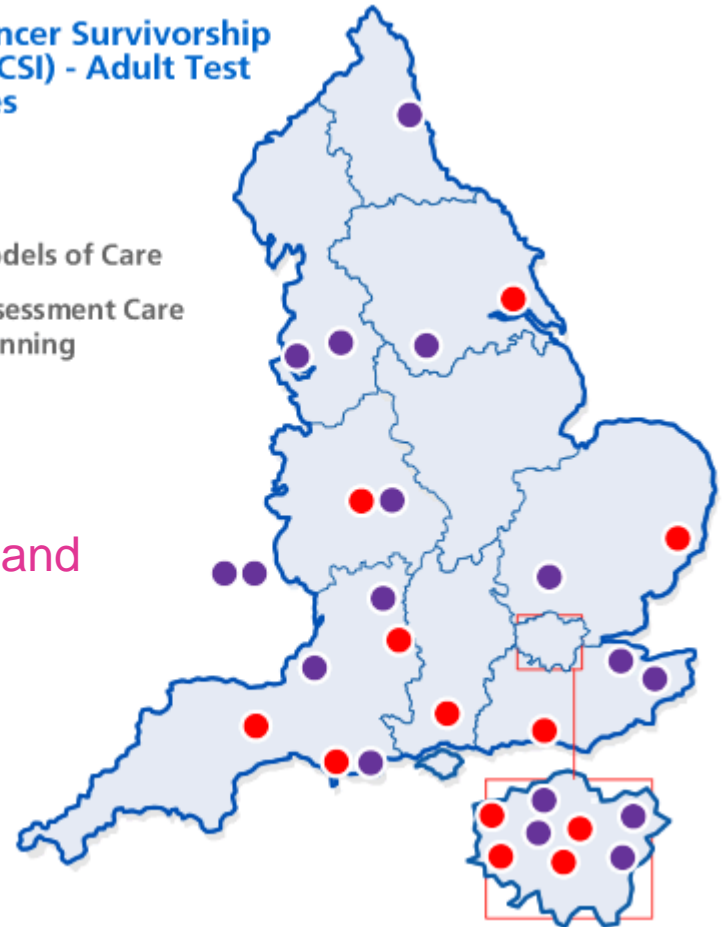 ncer Survivorship
CSI) - Adult Test
es
odels of Care
sessment Care
nning
and